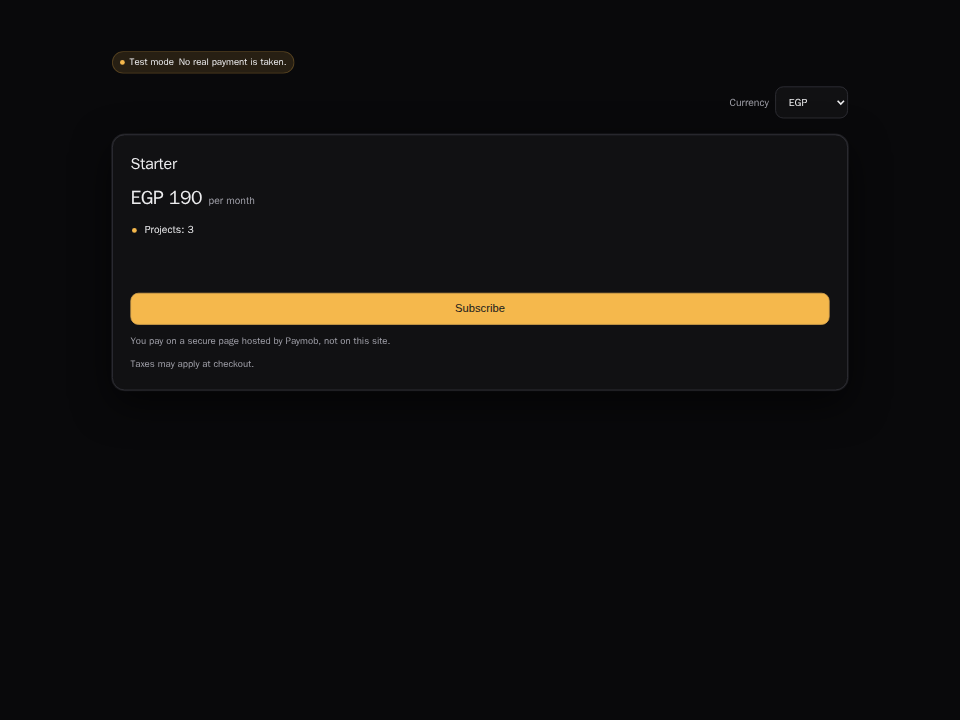 Test mode No real payment is taken.
Currency EGP
Starter
EGP 190 per month
Projects: 3
Subscribe
You pay on a secure page hosted by Paymob, not on this site.
Taxes may apply at checkout.